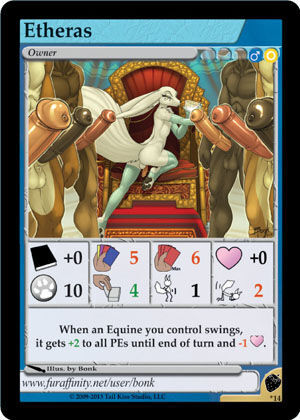 Etheras
Owner
+0 5 6 +0
Max
10 4 1 2
When an Equine you control swings,
it gets +2 to all PEs until end of turn and -1
Illus. by Bonk
www.furaffinity.net/user/bonk
© 2009-2013 Tail Kiss Studio, LLC
*14